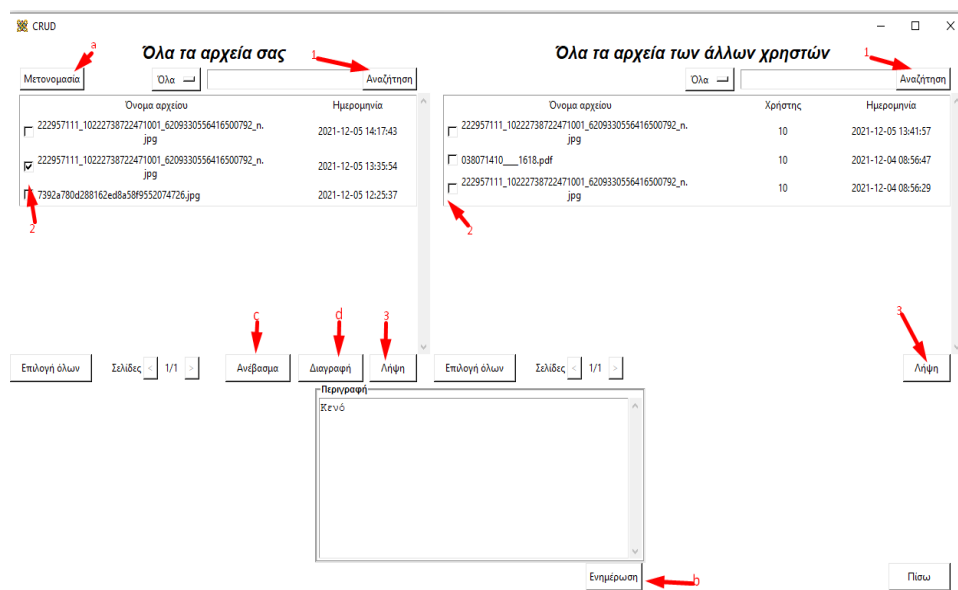 CRUD
a
Όλα τα αρχεία σας
1
Όλα τα αρχεία των άλλων χρηστών
1
Μετονομασία
Όλα
Αναζήτηση
Όλα
Αναζήτηση
Όνομα αρχείου
Ημερομηνία
Όνομα αρχείου
Χρήστης
Ημερομηνία
222957111_10222738722471001_6209330556416500792_n.
jpg
2021-12-05 14:17:43
222957111_10222738722471001_6209330556416500792_n.
jpg
10
2021-12-05 13:41:57
222957111_10222738722471001_6209330556416500792_n.
jpg
2021-12-05 13:35:54
038071410___1618.pdf
10
2021-12-04 08:56:47
7392a780d288162ed8a58f9552074726.jpg
2021-12-05 12:25:37
222957111_10222738722471001_6209330556416500792_n.
jpg
10
2021-12-04 08:56:29
2
2
c
d
3
3
Επιλογή όλων
Σελίδες < 1/1 >
Ανέβασμα
Διαγραφή
Λήψη
Επιλογή όλων
Σελίδες < 1/1 >
Λήψη
Περιγραφή
Κενό
Ενημέρωση
b
Πίσω